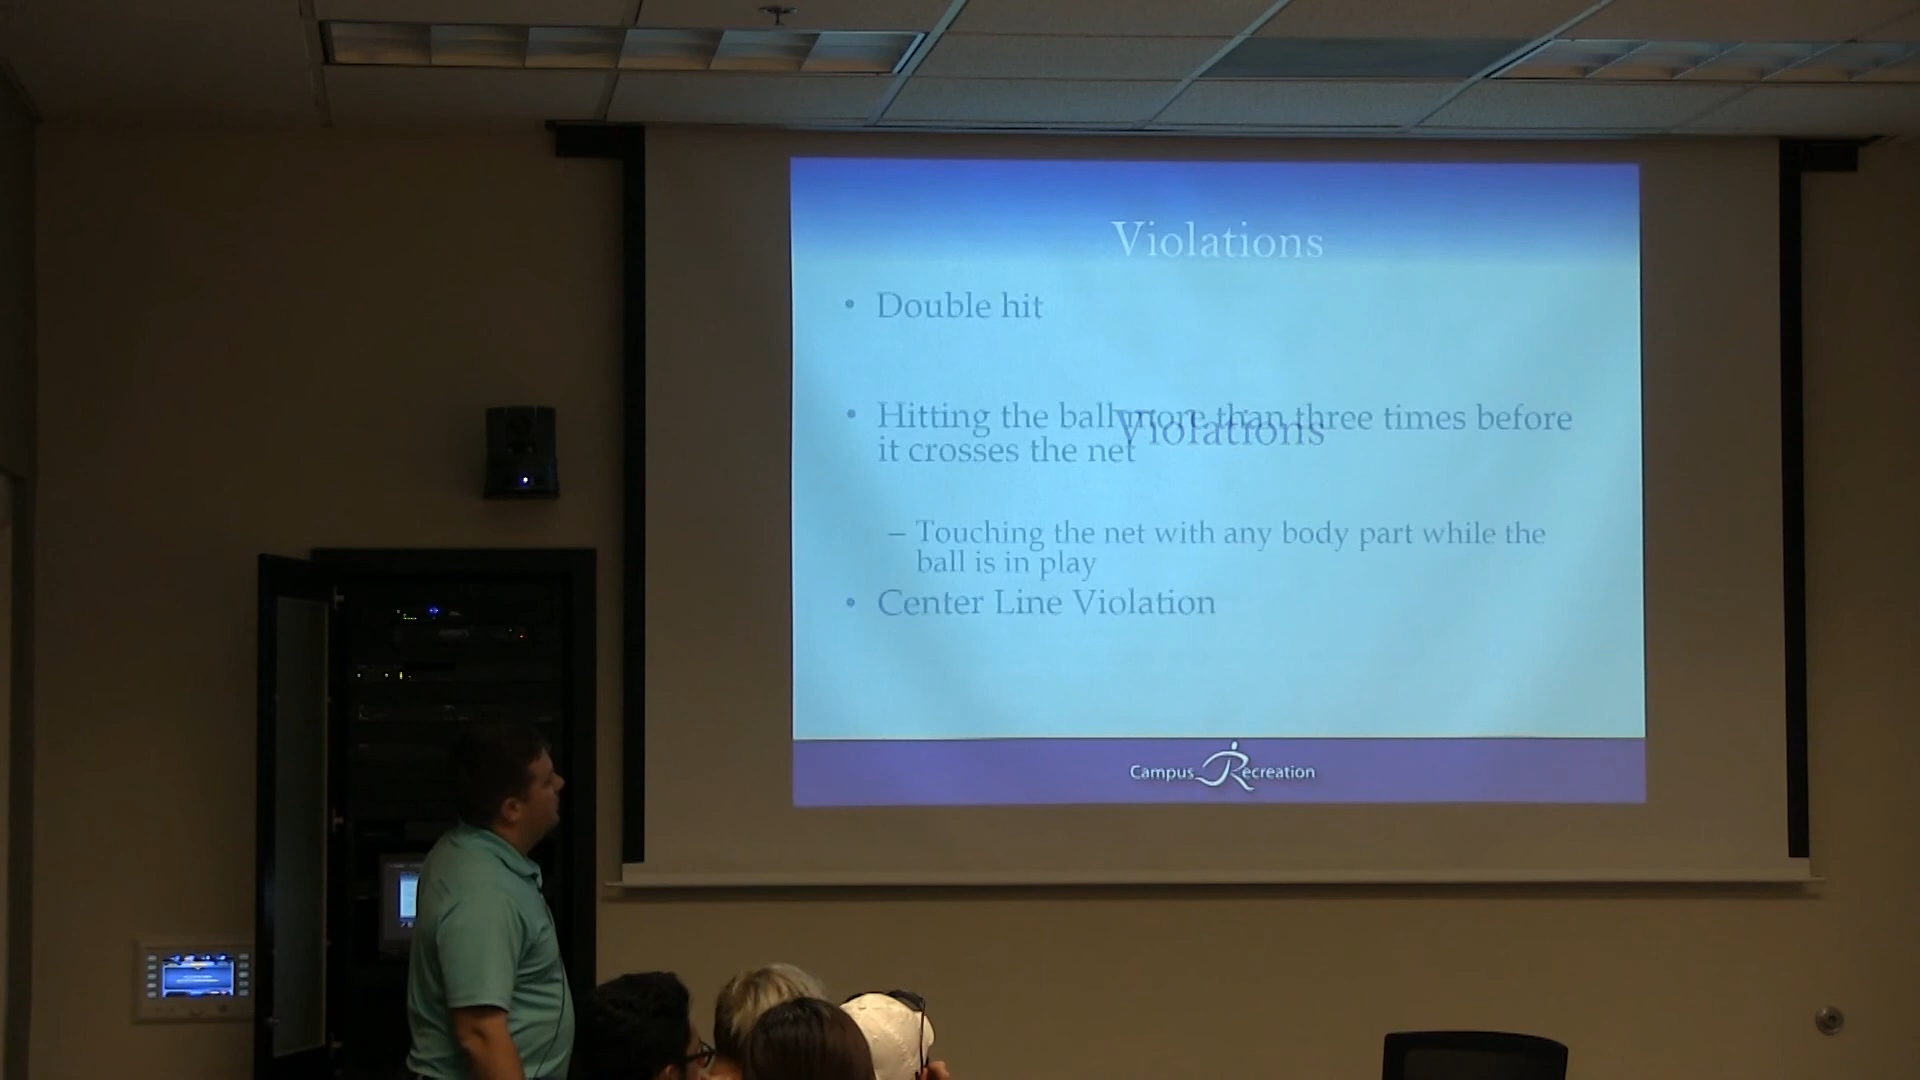 Violations
• Double hit
• Hitting the ball more than three times before
Violations
it crosses the net
– Touching the net with any body part while the
ball is in play
• Center Line Violation
Campus Recreation